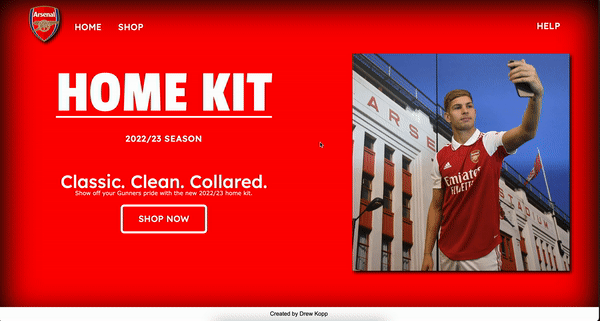 Arsenal
HOME
SHOP
HELP
HOME KIT
2022/23 SEASON
Classic. Clean. Collared.
Show off your Gunners pride with the new 2022/23 home kit.
SHOP NOW
ARSE
STADIUM
Emirates
FLY BETTER
Created by Drew Kopp